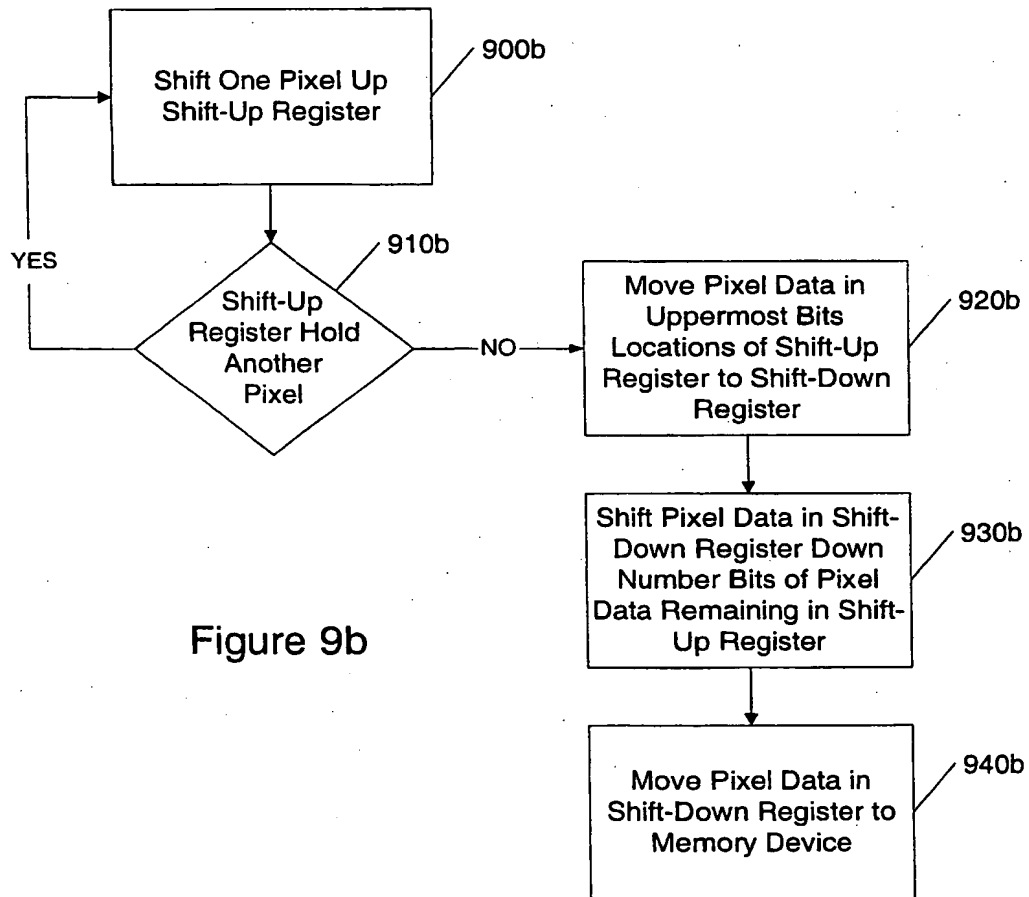 Shift One Pixel Up
Shift-Up Register
900b
YES
910b
Shift-Up
Register Hold
Another
Pixel
NO
Move Pixel Data in
Uppermost Bits
Locations of Shift-Up
Register to Shift-Down
Register
920b
Shift Pixel Data in Shift-
Down Register Down
Number Bits of Pixel
Data Remaining in Shift-
Up Register
930b
Figure 9b
Move Pixel Data in
Shift-Down Register to
Memory Device
940b